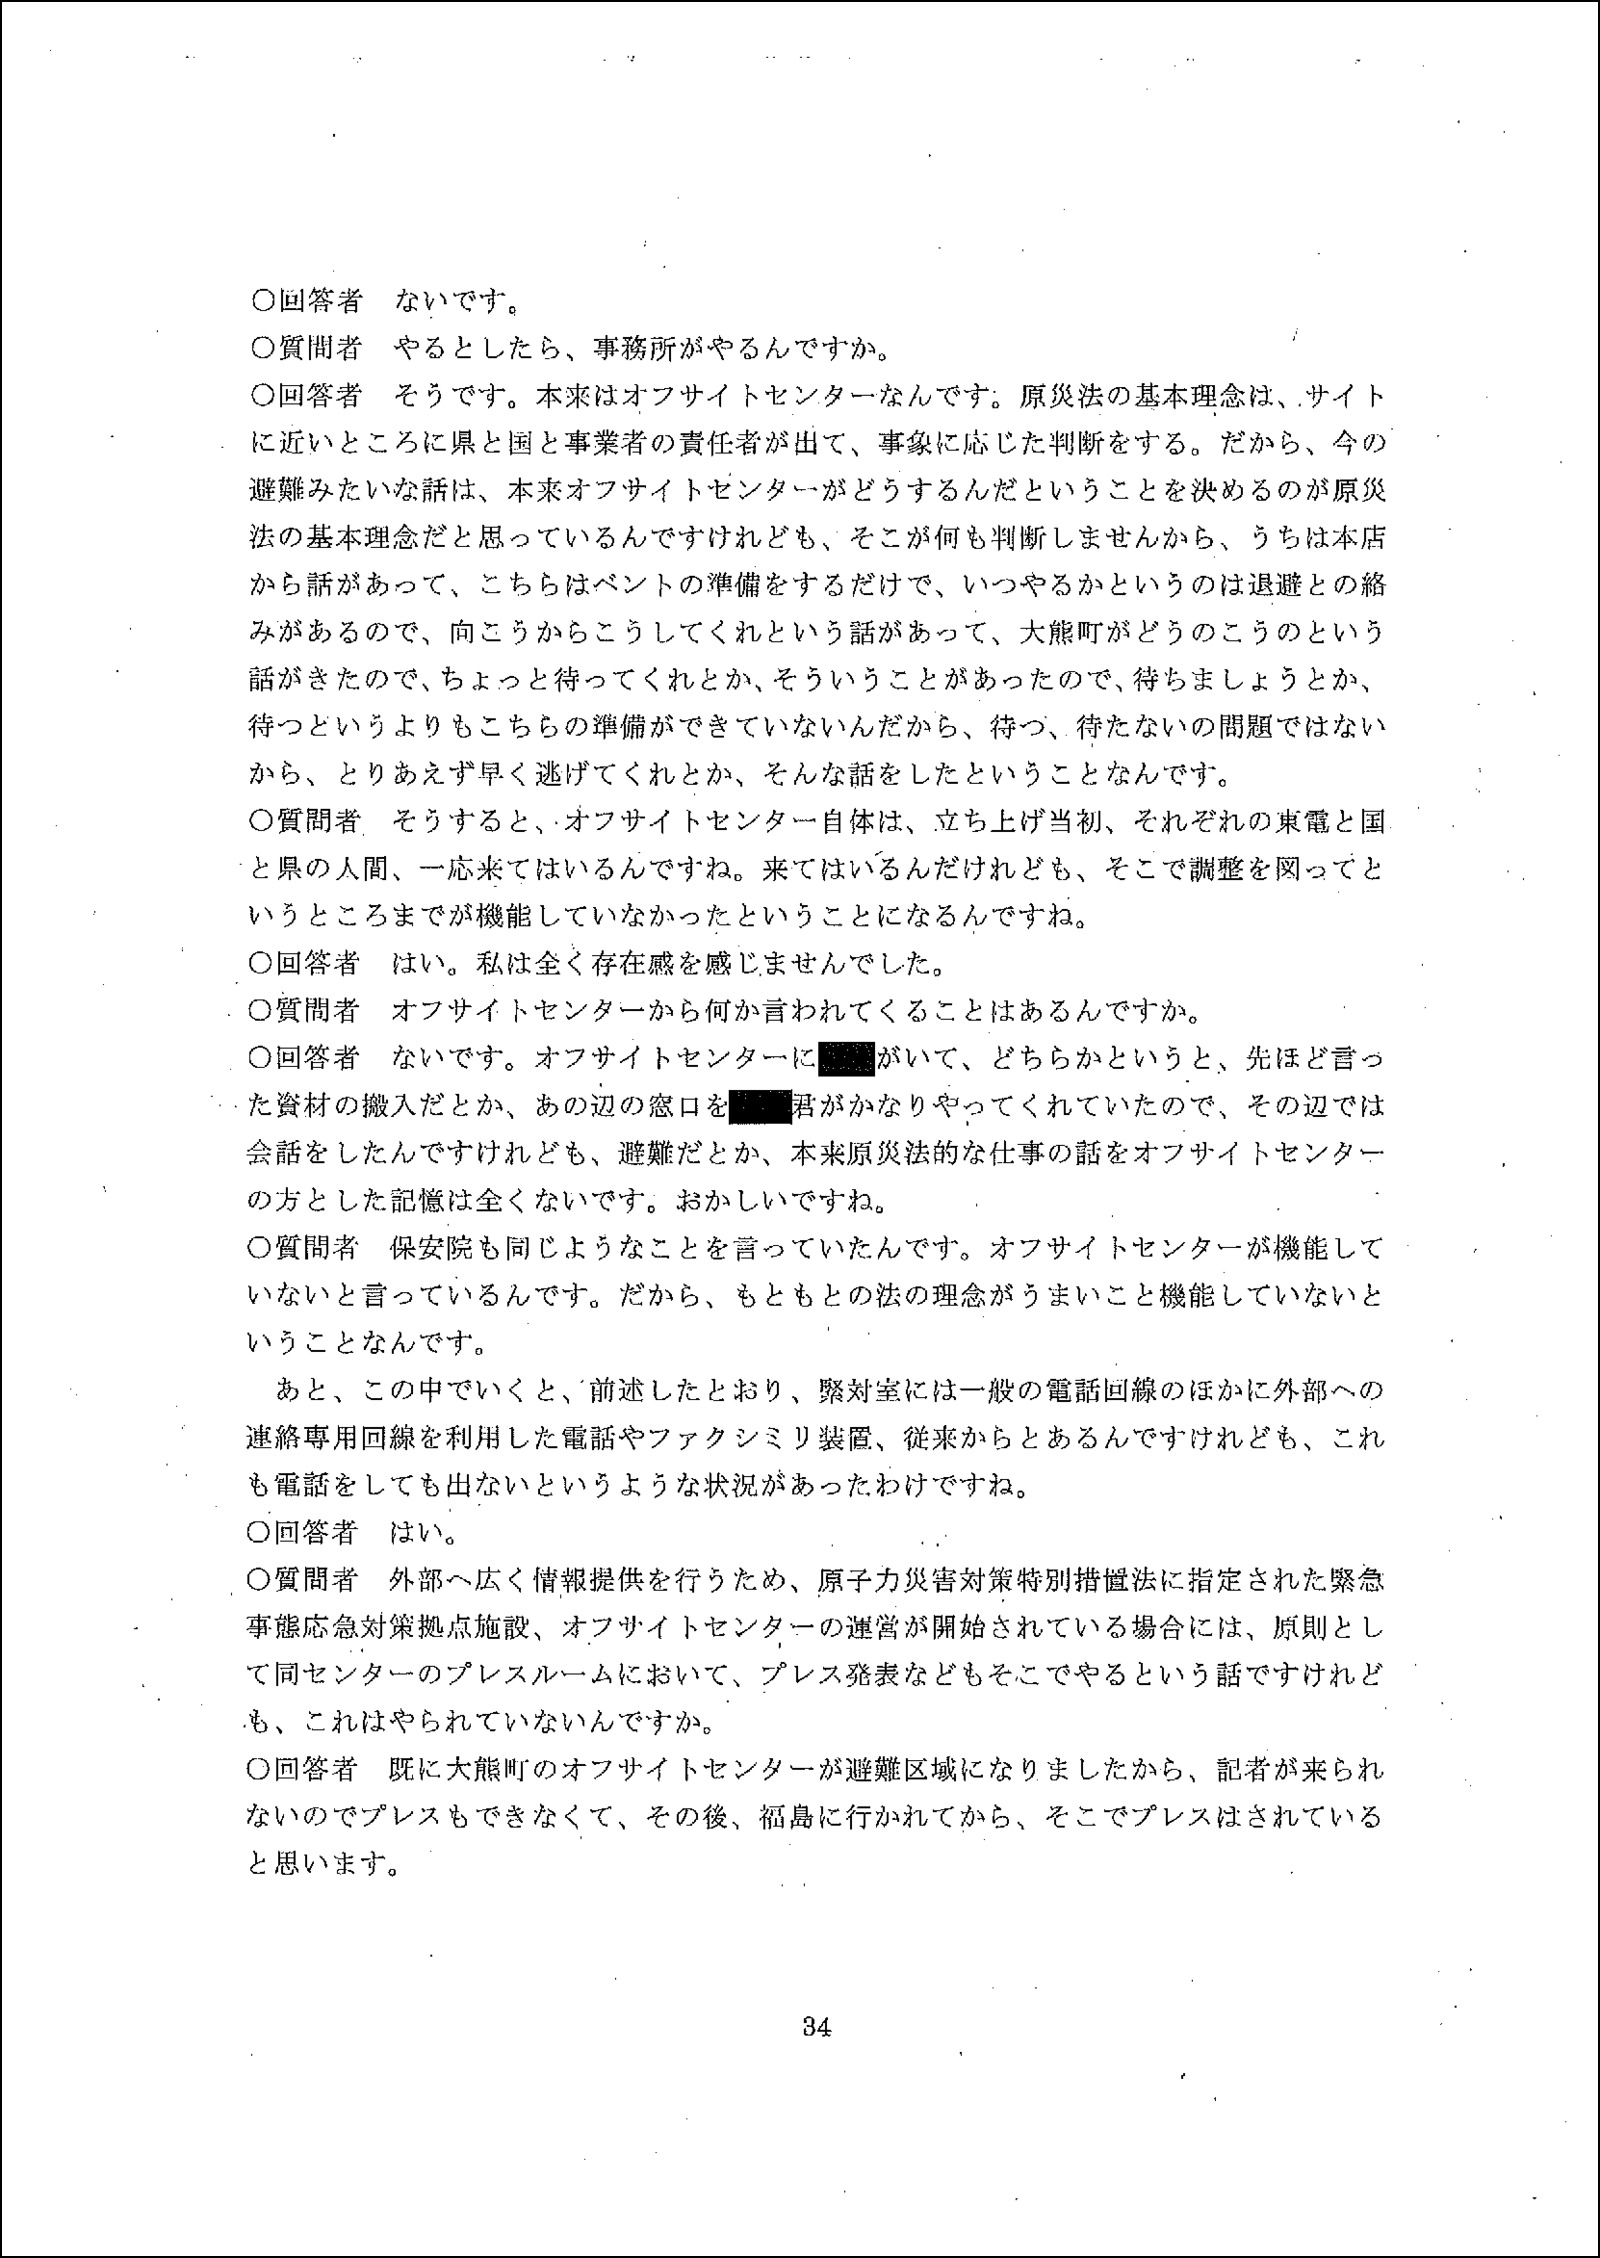 〇回答者　ないです。
〇質問者　やるとしたら、事務所がやるんですか。
〇回答者　そうです。本来はオフサイトセンターなんです。原災法の基本理念は、サイト
に近いところに県と国と事業者の責任者が出て、事象に応じた判断をする。だから、今の
避難みたいな話は、本来オフサイトセンターがどうするんだということを決めるのが原災
法の基本理念だと思っているんですけれども、そこが何も判断しませんから、うちは本店
から話があって、こちらはベントの準備をするだけで、いつやるかというのは退避との絡
みがあるので、向こうからこうしてくれという話があって、大熊町がどうのこうのという
話がきたので、ちょっと待ってくれとか、そういうことがあったので、待ちましょうとか、
待つというよりもこちらの準備ができていないんだから、待つ、待たないの問題ではない
から、とりあえず早く逃げてくれとか、そんな話をしたということなんです。
〇質問者　そうすると、オフサイトセンター自体は、立ち上げ当初、それぞれの東電と国
と県の人間、一応来てはいるんですね。来てはいるんだけれども、そこで調整を図ってと
いうところまでが機能していなかったということになるんですね。
〇回答者　はい。私は全く存在感を感じませんでした。
〇質問者　オフサイトセンターから何か言われてくることはあるんですか。
〇回答者　ないです。オフサイトセンターにがいて、どちらかというと、先ほど言っ
た資材の搬入だとか、あの辺の窓口を君がかなりやってくれていたので、その辺では
会話をしたんですけれども、避難だとか、本来原災法的な仕事の話をオフサイトセンター
の方とした記憶は全くないです。おかしいですね。
〇質問者　保安院も同じようなことを言っていたんです。オフサイトセンターが機能して
いないと言っているんです。だから、もともとの法の理念がうまいこと機能していないと
いうことなんです。
　あと、この中でいくと、前述したとおり、緊対室には一般の電話回線のほかに外部への
連絡専用回線を利用した電話やファクシミリ装置、従来からとあるんですけれども、これ
も電話をしても出ないというような状況があったわけですね。
〇回答者　はい。
〇質問者　外部へ広く情報提供を行うため、原子力災害対策特別措置法に指定された緊急
事態応急対策拠点施設、オフサイトセンターの運営が開始されている場合には、原則とし
て同センターのプレスルームにおいて、プレス発表などもそこでやるという話ですけれど
も、これはやられていないんですか。
〇回答者　既に大熊町のオフサイトセンターが避難区域になりましたから、記者が来られ
ないのでプレスもできなくて、その後、福島に行かれてから、そこでプレスはされている
と思います。
34